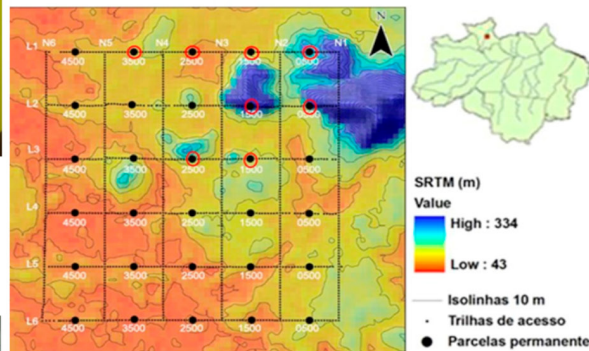 N6 N5 N4 N3 N2 N1
N
L1
4500 3500 2500 1500 0500
L2
4500 3500 2500 1500 0500
L3
4500 3500 2500 1500 0500
L4
4500 3500 2500 1500 0500
L5
4500 3500 2500 1500 0500
L6
4500 3500 2500 1500 0500
SRTM (m)
Value
High : 334
Low : 43
Isolinhas 10 m
Trilhas de acesso
Parcelas permanente